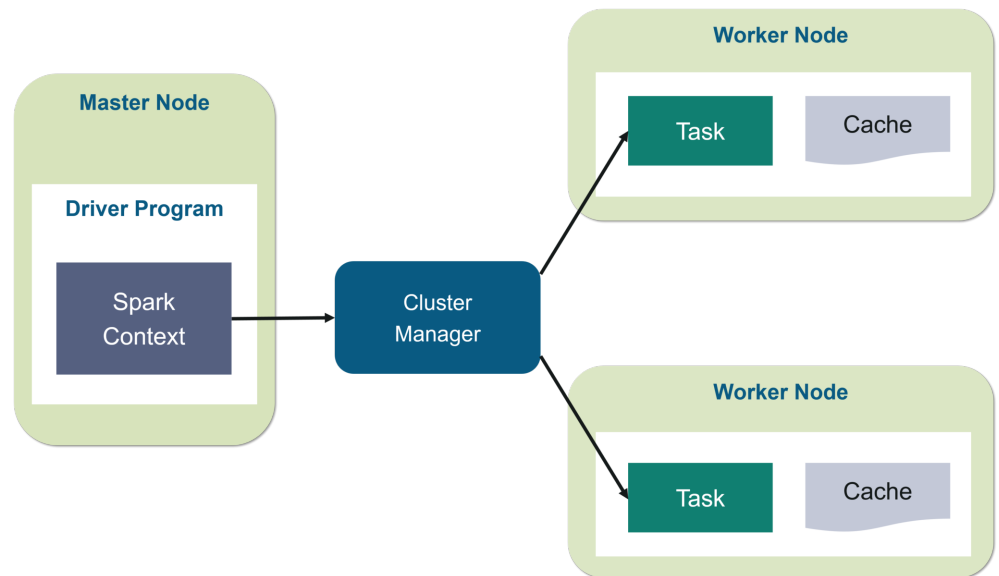 Master Node
Driver Program
Spark
Context
Cluster
Manager
Worker Node
Task
Cache
Worker Node
Task
Cache